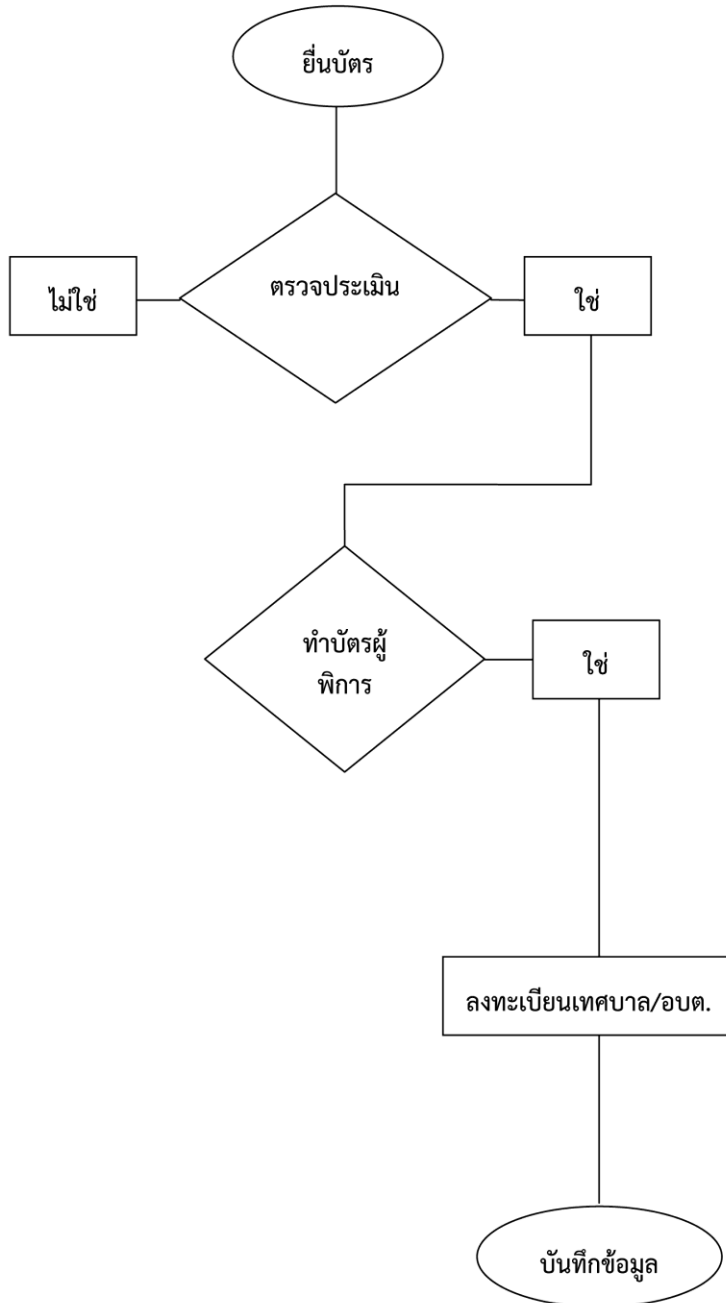 ยื่นบัตร
ตรวจประเมิน
ไม่ใช่
ใช่
ทำบัตรผู้
พิการ
ใช่
ลงทะเบียนเทศบาล/อบต.
บันทึกข้อมูล